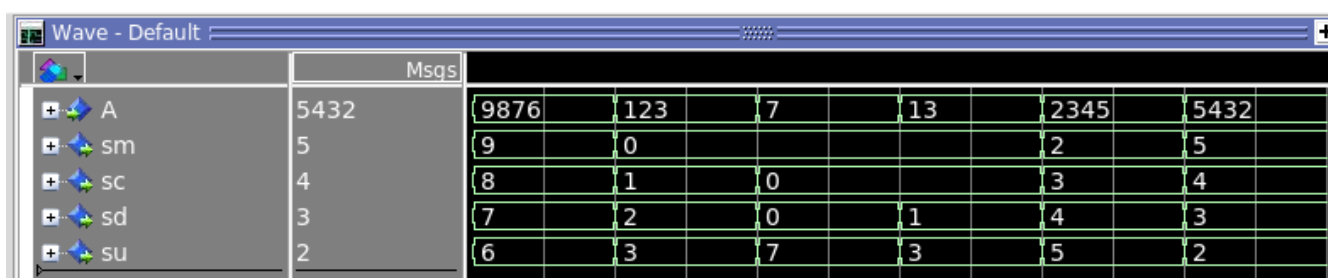 Wave - Default
Msgs
A 5432 9876 123 7 13 2345 5432
sm 5 9 0 2 5
sc 4 8 1 0 3 4
sd 3 7 2 0 1 4 3
su 2 6 3 7 3 5 2